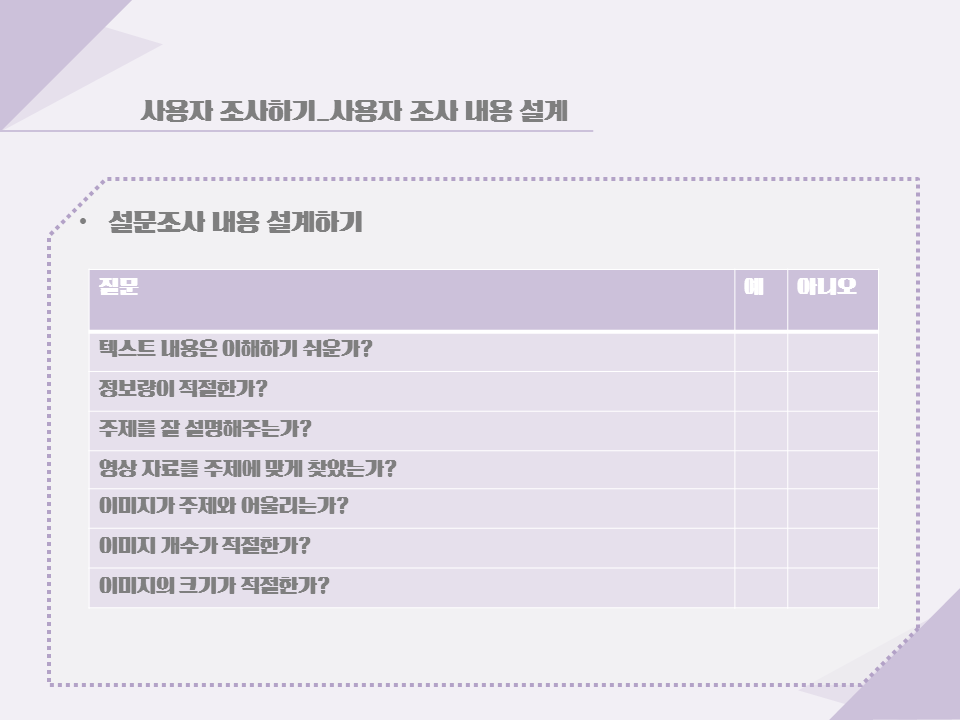 사용자 조사하기_사용자 조사 내용 설계
• 설문조사 내용 설계하기
질문 예 아니오
텍스트 내용은 이해하기 쉬운가?
정보량이 적절한가?
주제를 잘 설명해주는가?
영상 자료를 주제에 맞게 찾았는가?
이미지가 주제와 어울리는가?
이미지 개수가 적절한가?
이미지의 크기가 적절한가?